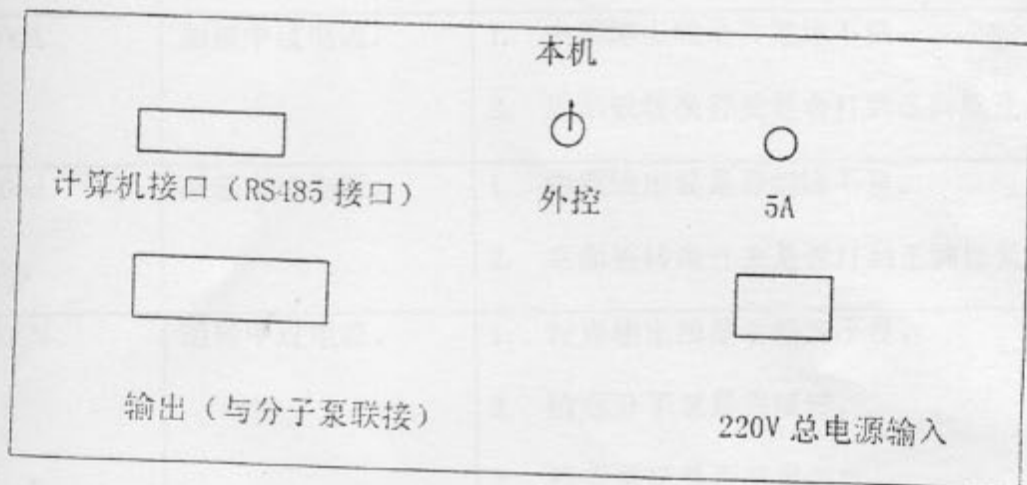 本机
计算机接口（RS485 接口）
外控
5A
输出（与分子泵联接）
220V 总电源输入